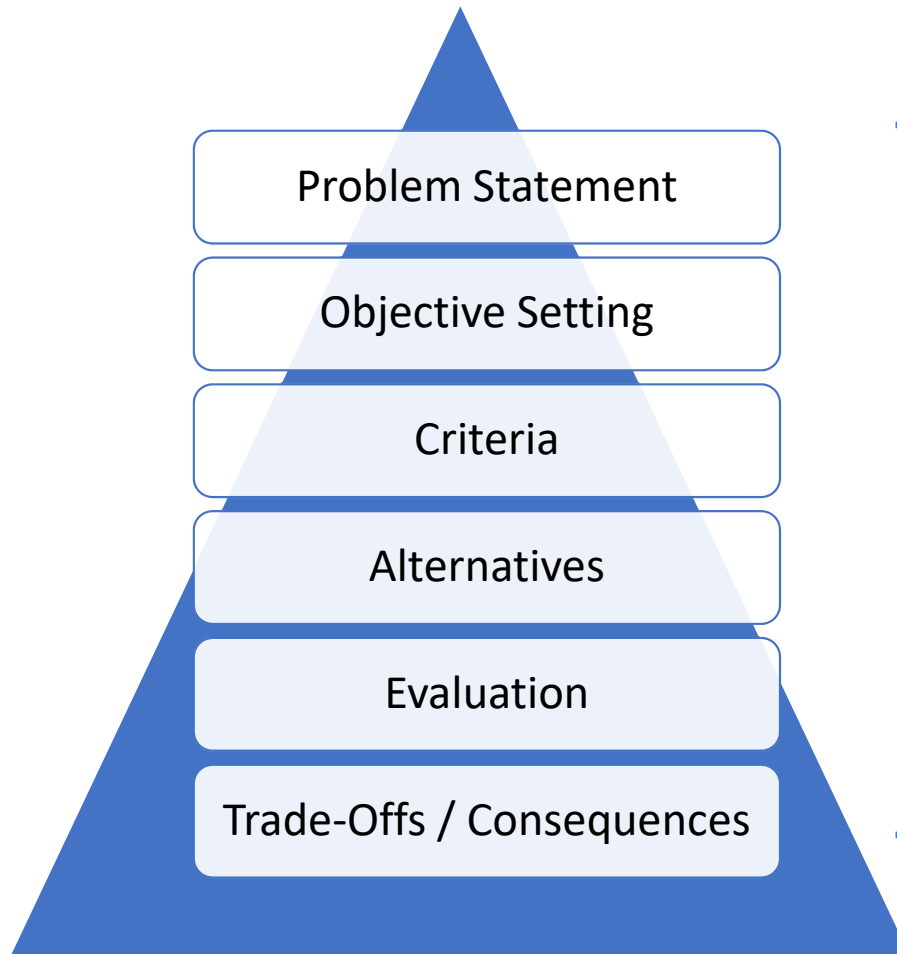 Problem Statement
Objective Setting
Criteria
Alternatives
Evaluation
Trade-Offs / Consequences